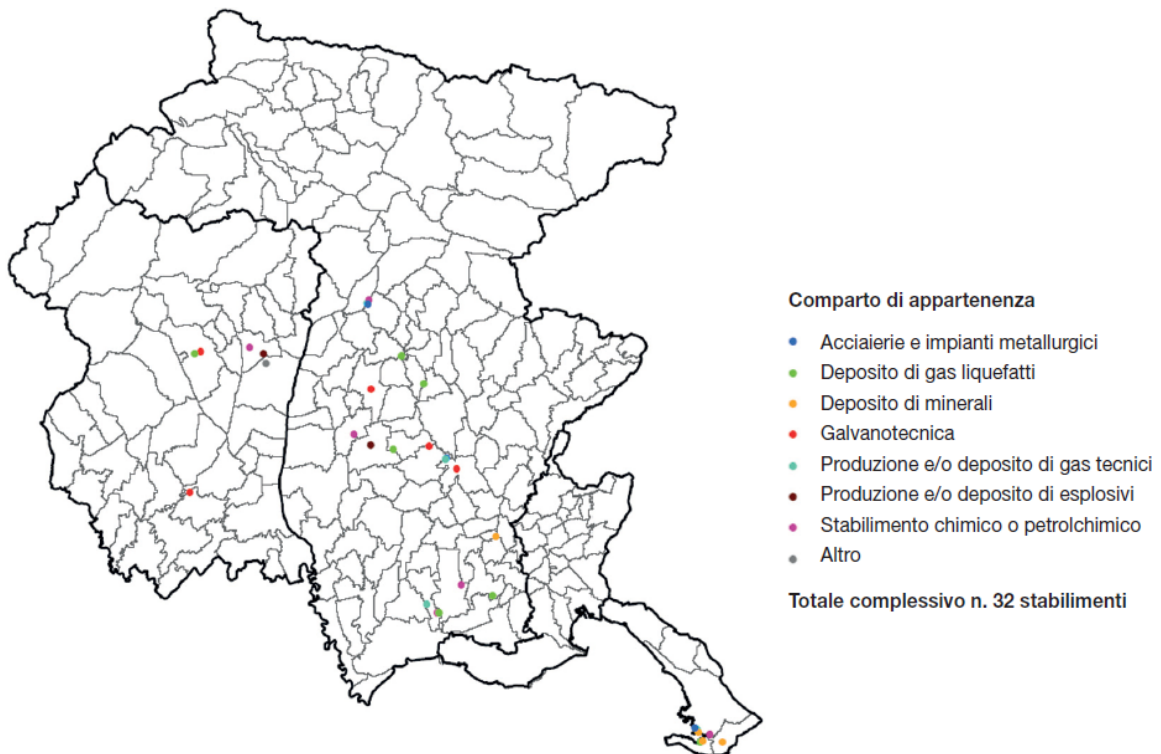 Comparto di appartenenza
Acciaierie e impianti metallurgici
Deposito di gas liquefatti
Deposito di minerali
Galvanotecnica
Produzione e/o deposito di gas tecnici
Produzione e/o deposito di esplosivi
Stabilimento chimico o petrolchimico
Altro
Totale complessivo n. 32 stabilimenti